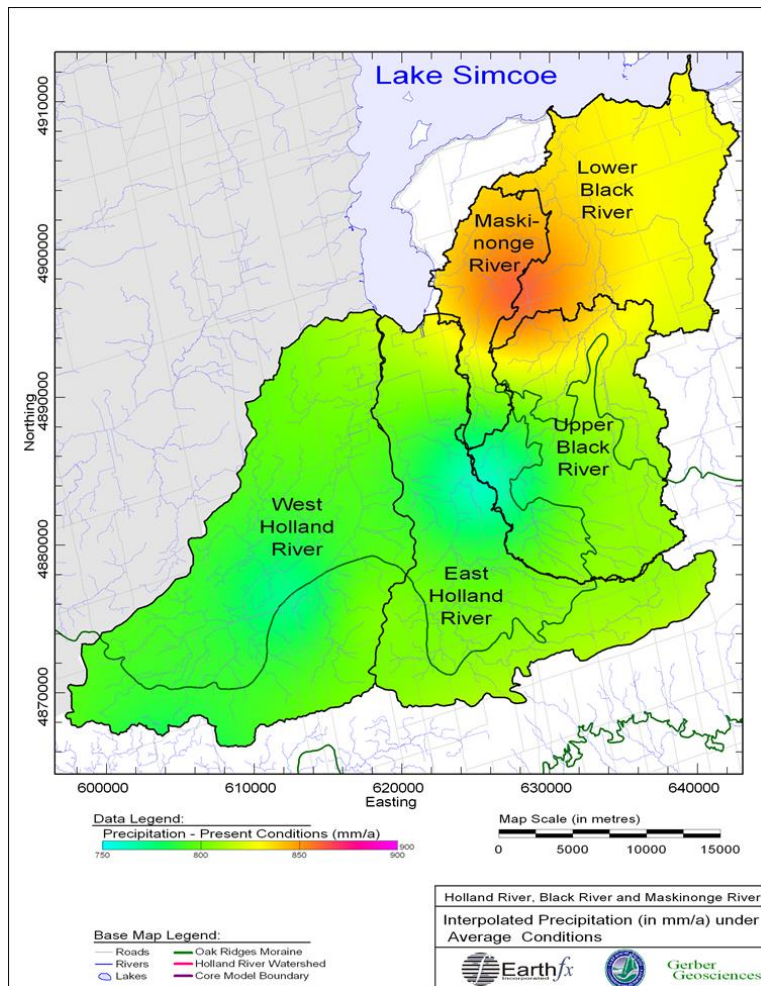 Lake Simcoe
Lower
Black
River
Maski-
nonge
River
Upper
Black
River
West
Holland
River
East
Holland
River
4910000
4900000
4890000
4880000
4870000
Northing
600000
610000
620000
630000
640000
Easting
Data Legend:
Precipitation - Present Conditions (mm/a)
900
750
800
850
900
Map Scale (in metres)
0
5000
10000
15000
Base Map Legend:
Roads
Rivers
Lakes
Oak Ridges Moraine
Holland River Watershed
Core Model Boundary
Holland River, Black River and Maskinonge River
Interpolated Precipitation (in mm/a) under
Average Conditions
Earthfx
Incorporated
Gerber
Geosciences